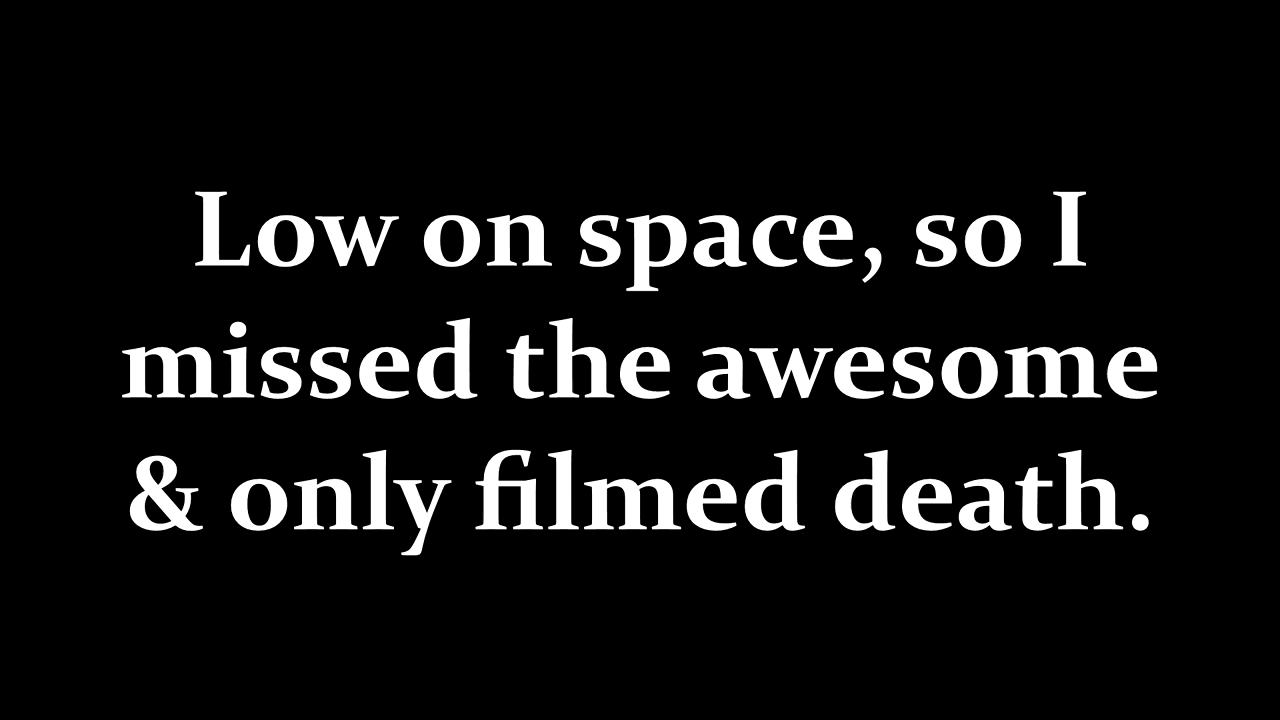 Low on space, so I
missed the awesome
& only filmed death.